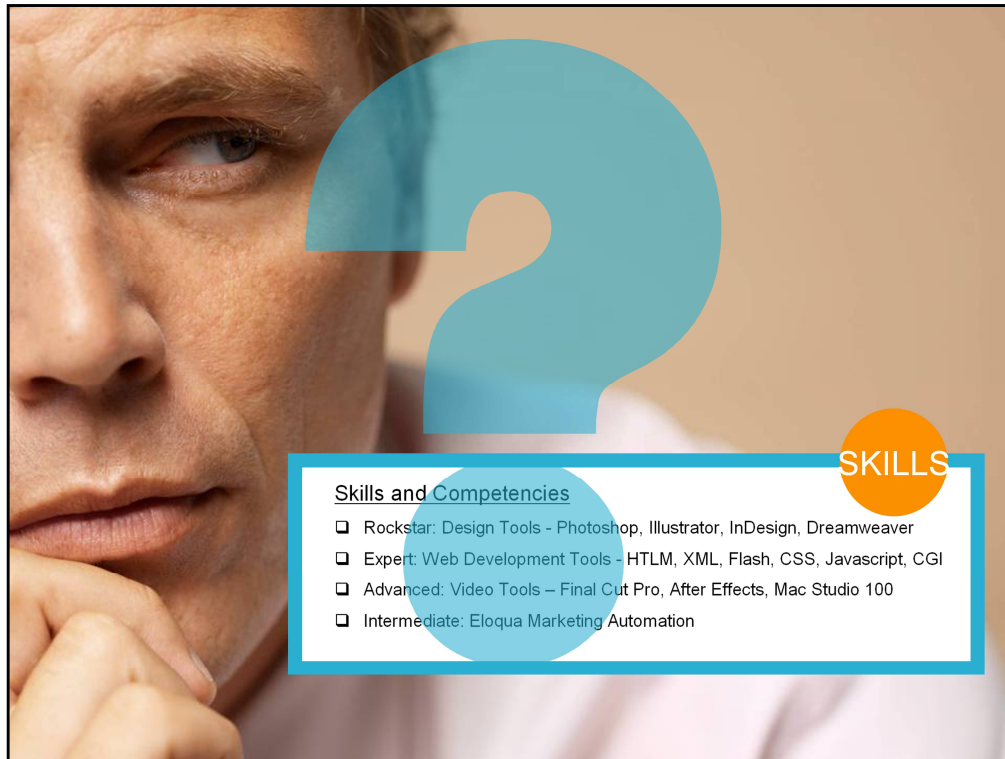 SKILLS
Skills and Competencies
❑ Rockstar: Design Tools - Photoshop, Illustrator, InDesign, Dreamweaver
❑ Expert: Web Development Tools - HTLM, XML, Flash, CSS, Javascript, CGI
❑ Advanced: Video Tools – Final Cut Pro, After Effects, Mac Studio 100
❑ Intermediate: Eloqua Marketing Automation